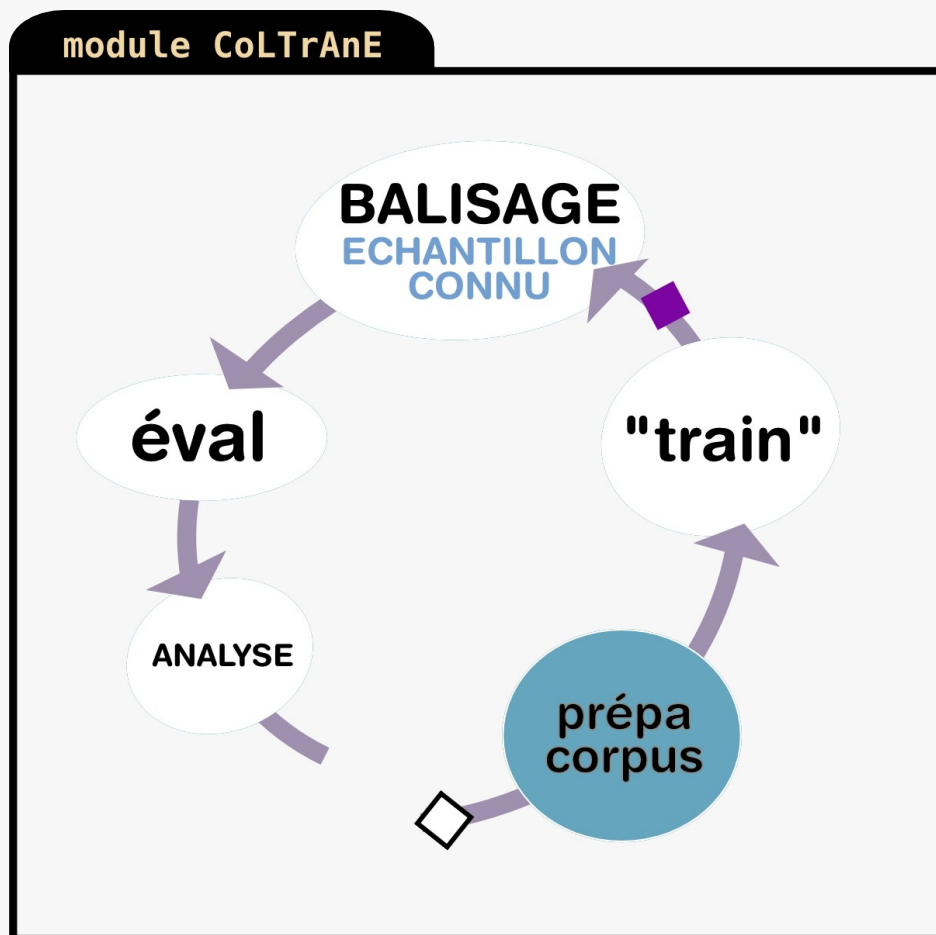 module CoLTrAnE
BALISAGE
ECHANTILLON
CONNU
éval
"train"
ANALYSE
prépa
corpus